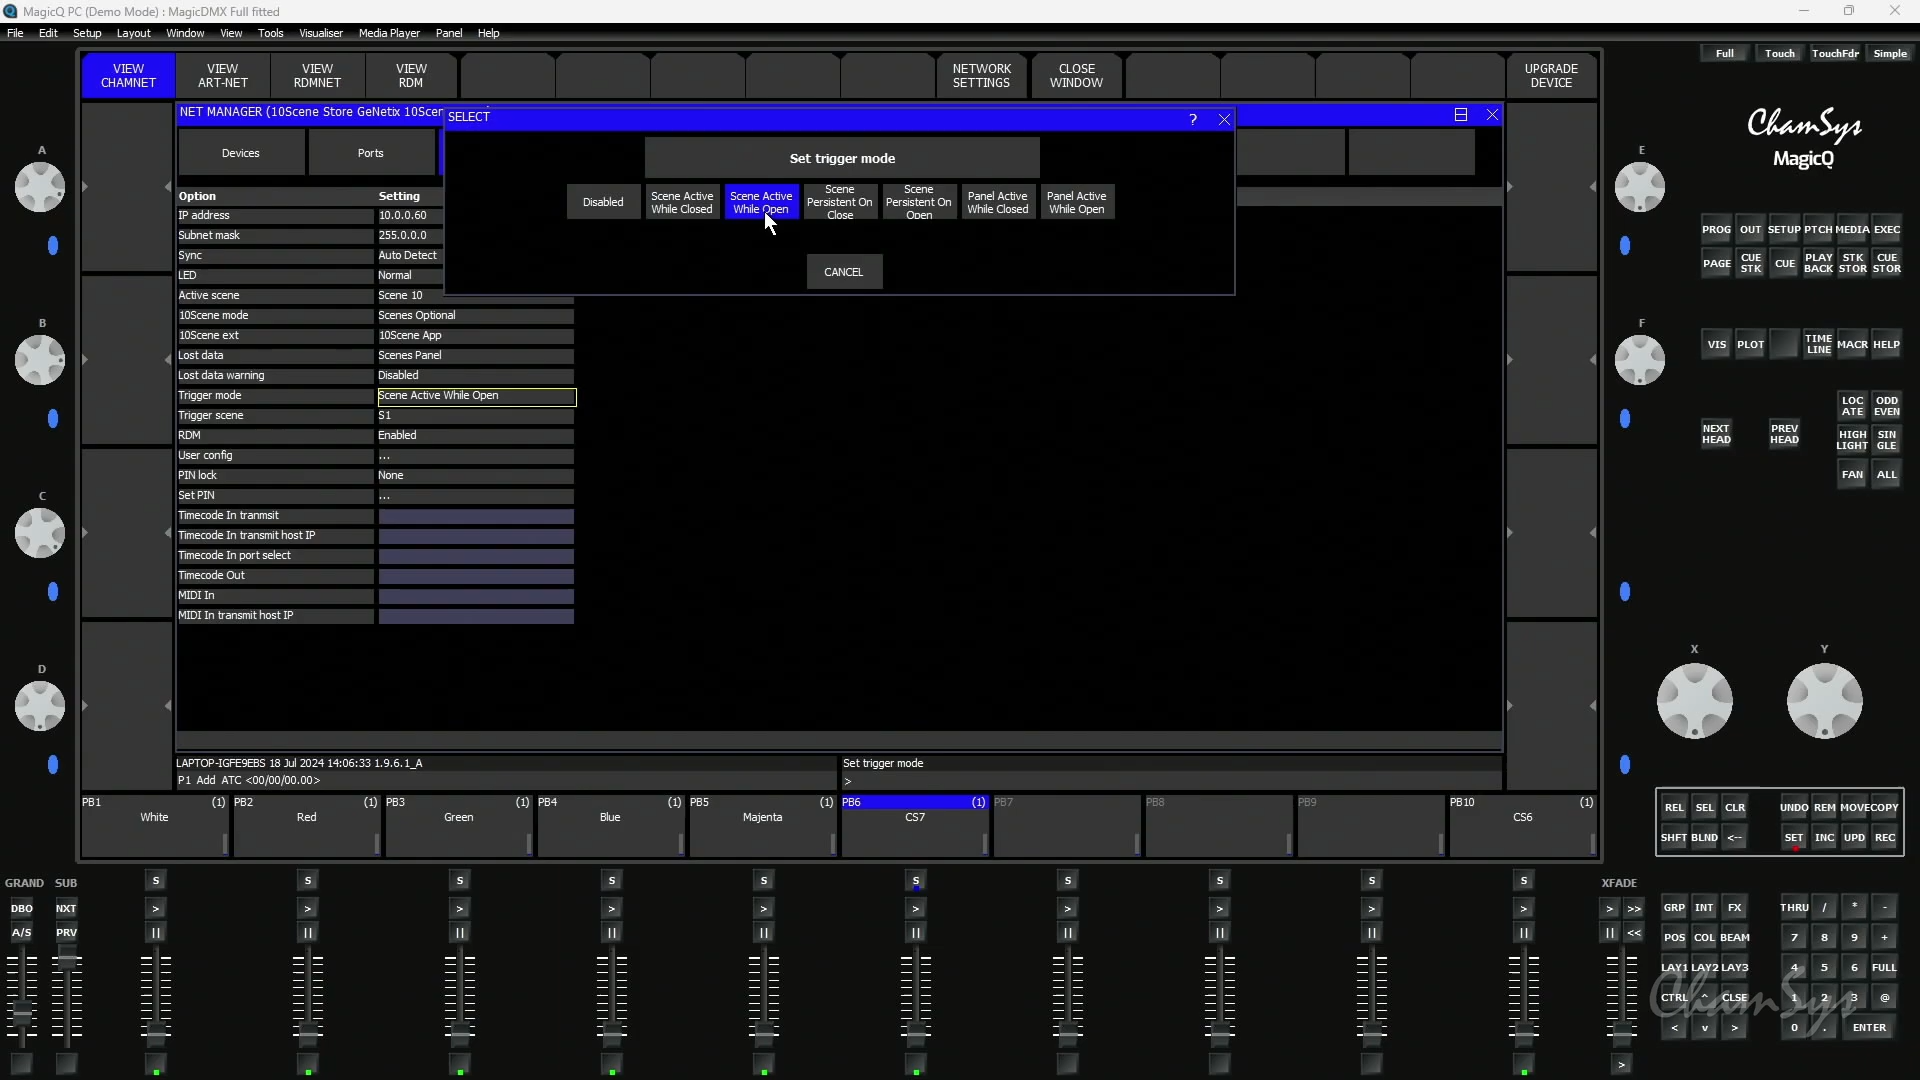 MagicQ PC (Demo Mode) : MagicDMX Full fitted
File Edit Setup Layout Window View Tools Visualiser Media Player Panel Help
Full Touch TouchFdr Simple
VIEW CHAMNET
VIEW ART-NET
VIEW RDMNET
VIEW RDM
NETWORK SETTINGS
CLOSE WINDOW
UPGRADE DEVICE
NET MANAGER (10Scene Store GeNetix 10Scen
SELECT
?
Devices
Ports
Set trigger mode
Disabled
Scene Active While Closed
Scene Active While Open
Scene Persistent On Close
Scene Persistent On Open
Panel Active While Closed
Panel Active While Open
CANCEL
Option Setting
IP address 10.0.0.60
Subnet mask 255.0.0.0
Sync Auto Detect
LED Normal
Active scene Scene 10
10Scene mode Scenes Optional
10Scene ext 10Scene App
Lost data Scenes Panel
Lost data warning Disabled
Trigger mode Scene Active While Open
Trigger scene S1
RDM Enabled
User config ...
PIN lock None
Set PIN ...
Timecode In tranmsit
Timecode In transmit host IP
Timecode In port select
Timecode Out
MIDI In
MIDI In transmit host IP
LAPTOP-IGFE9EBS 18 Jul 2024 14:06:33 1.9.6.1_A
P1 Add ATC <00/00/00.00>
Set trigger mode
>
PB1 (1) PB2 (1) PB3 (1) PB4 (1) PB5 (1) PB6 (1) PB7 PB8 PB9 PB10 (1)
White Red Green Blue Majenta CS7 CS6
A
B
C
D
E
F
ChamSys
MagicQ
PROG OUT SETUP PTCH MEDIA EXEC
PAGE CUE STK CUE PLAY BACK STK STOR CUE STOR
VIS PLOT TIME LINE MACR HELP
LOC ATE ODD EVEN
NEXT HEAD PREV HEAD HIGH LIGHT SIN GLE
FAN ALL
X Y
REL SEL CLR UNDO REM MOVE COPY
SHFT BLND <-- SET INC UPD REC
GRAND SUB XFADE
DBO NXT
A/S PRV
S S S S S S S S S S
> > > > > > > > > > > >>
II II II II II II II II II II II <<
>
GRP INT FX THRU / * -
POS COL BEAM 7 8 9 +
LAY1 LAY2 LAY3 4 5 6 FULL
CTRL ^ CLSE 1 2 3 @
< v > 0 . ENTER
ChamSys